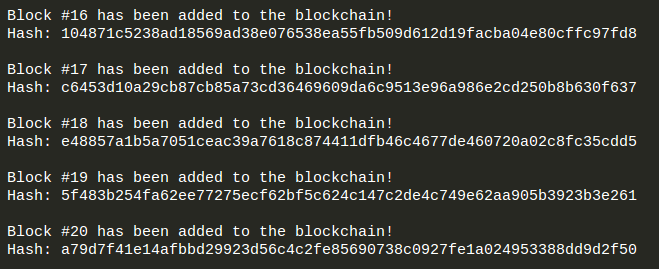 Block #16 has been added to the blockchain!
Hash: 104871c5238ad18569ad38e076538ea55fb509d612d19facba04e80cffc97fd8
Block #17 has been added to the blockchain!
Hash: c6453d10a29cb87cb85a73cd36469609da6c9513e96a986e2cd250b8b630f637
Block #18 has been added to the blockchain!
Hash: e48857a1b5a7051ceac39a7618c874411dfb46c4677de460720a02c8fc35cdd5
Block #19 has been added to the blockchain!
Hash: 5f483b254fa62ee77275ecf62bf5c624c147c2de4c749e62aa905b3923b3e261
Block #20 has been added to the blockchain!
Hash: a79d7f41e14afbbd29923d56c4c2fe85690738c0927fe1a024953388dd9d2f50